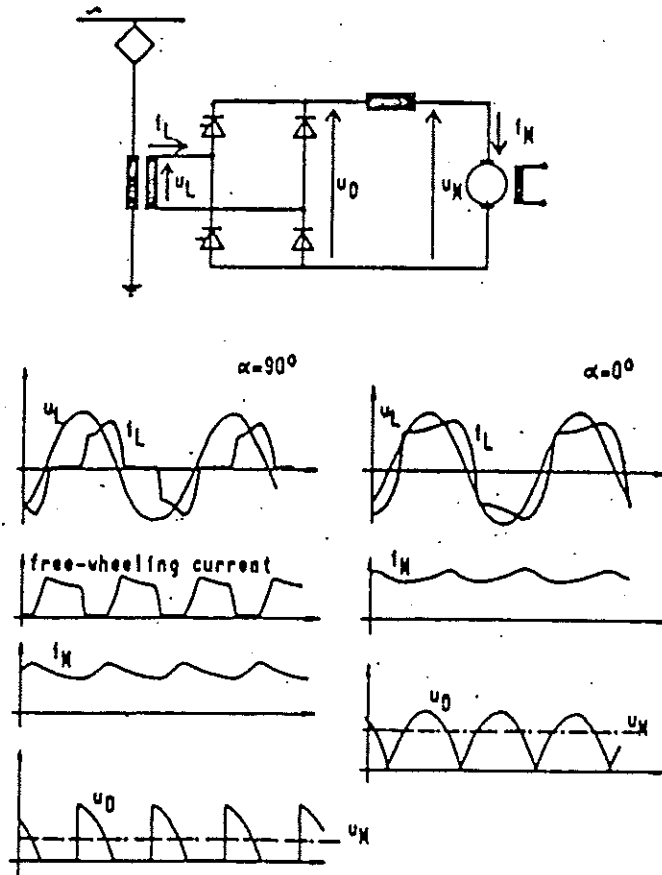 ~
i_L
u_L
u_D
u_M
i_M
α=90°
α=0°
u_L
i_L
u_L
i_L
free-wheeling current
i_M
i_M
u_D
u_M
u_D
u_M